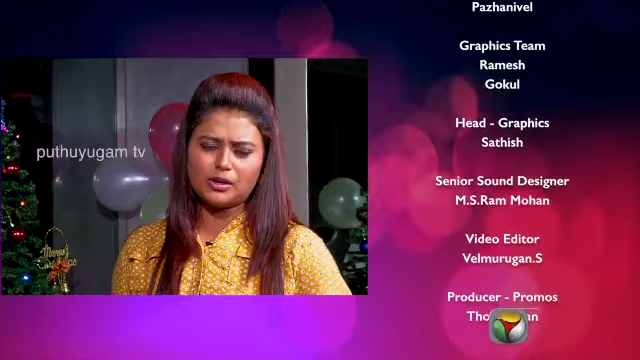 Pazhanivel
Graphics Team
Ramesh
Gokul
Head - Graphics
Sathish
Senior Sound Designer
M.S.Ram Mohan
Video Editor
Velmurugan.S
Producer - Promos
puthuyugam tv
Merry